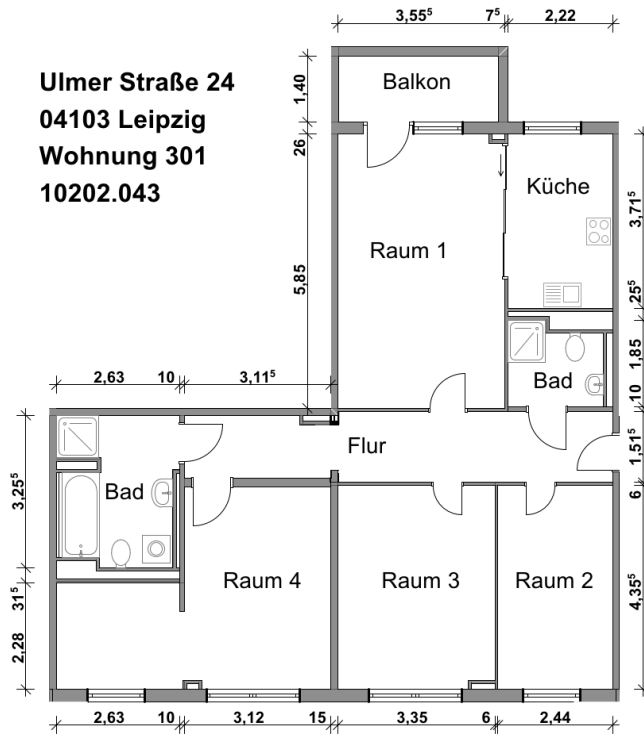 3,55⁵ 7⁵ 2,22
Ulmer Straße 24
04103 Leipzig
Wohnung 301
10202.043
Balkon
1,40
26
Küche
3,71⁵
Raum 1
5,85
25⁵
1,85
2,63 10 3,11⁵
Bad
10
Flur
1,51⁵
3,25⁵
Bad
6
Raum 4 Raum 3 Raum 2
31⁵
4,35⁵
2,28
2,63 10 3,12 15 3,35 6 2,44